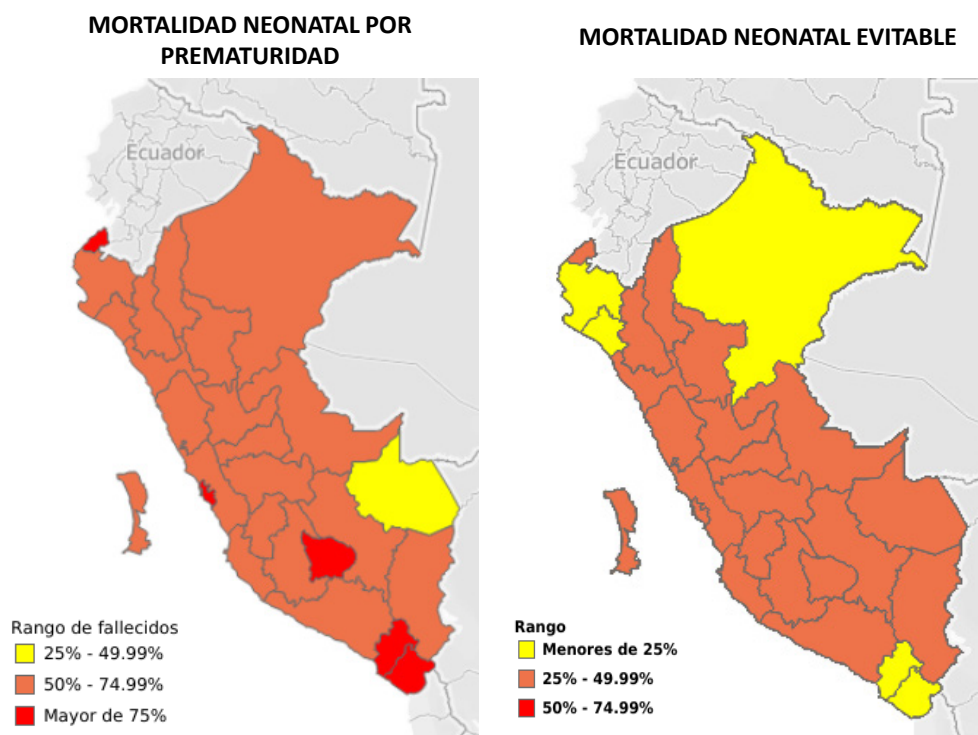 MORTALIDAD NEONATAL POR
PREMATURIDAD
Ecuador
Rango de fallecidos
25% - 49.99%
50% - 74.99%
Mayor de 75%
MORTALIDAD NEONATAL EVITABLE
Ecuador
Rango
Menores de 25%
25% - 49.99%
50% - 74.99%